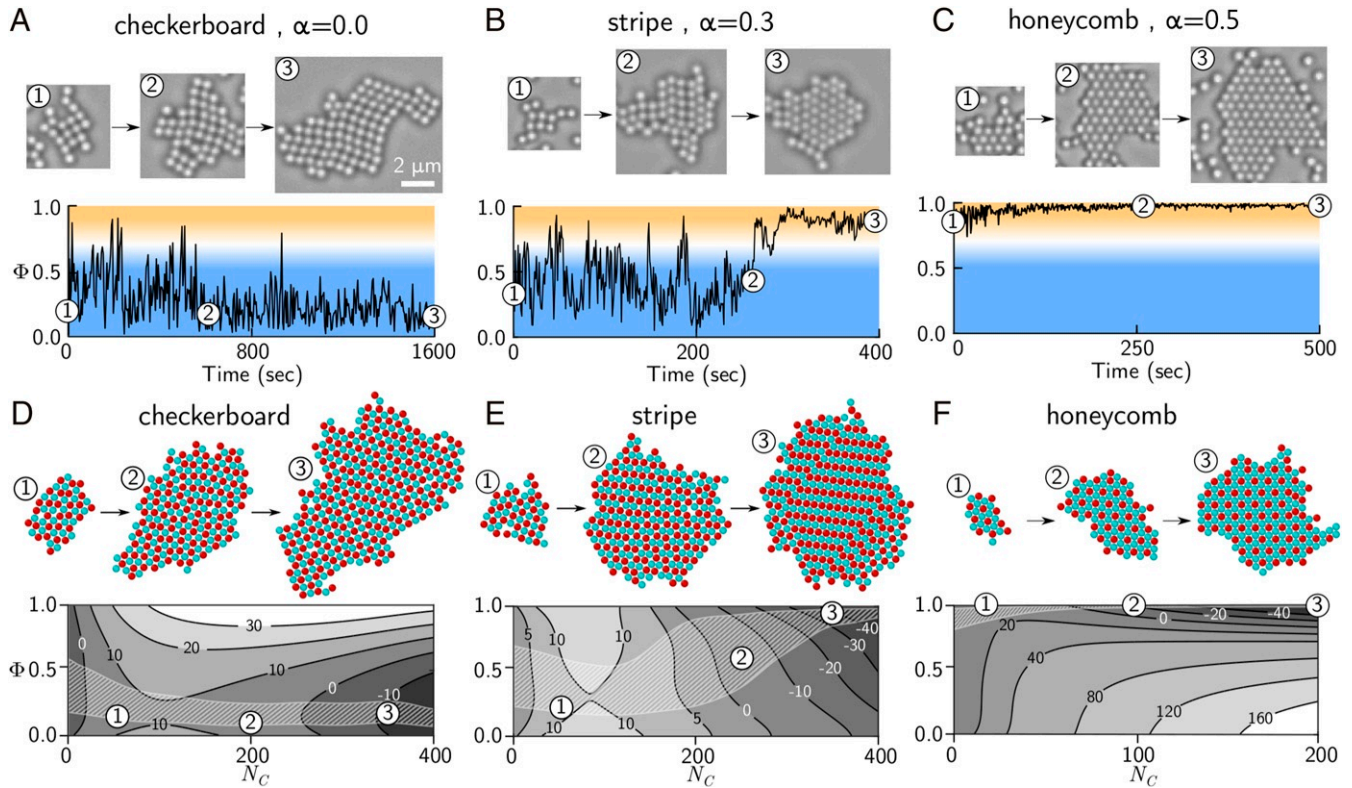 A checkerboard , α=0.0
1 2 3
2 μm
1.0
Φ 0.5
0.0
1 2 3
0 800 1600
Time (sec)
B stripe , α=0.3
1 2 3
1.0
0.5
0.0
1 2 3
0 200 400
Time (sec)
C honeycomb , α=0.5
1 2 3
1.0
0.5
0.0
1 2 3
0 250 500
Time (sec)
D checkerboard
1 2 3
1.0
Φ 0.5
0.0
0 10 20 30 10 0 -10 10
1 2 3
0 200 400
N_C
E stripe
1 2 3
1.0
0.5
0.0
5 10 10 10 10 5 0 -10 -20 -30 -40
1 2 3
0 200 400
N_C
F honeycomb
1 2 3
1.0
0.5
0.0
20 40 80 120 160 0 -20 -40
1 2 3
0 100 200
N_C